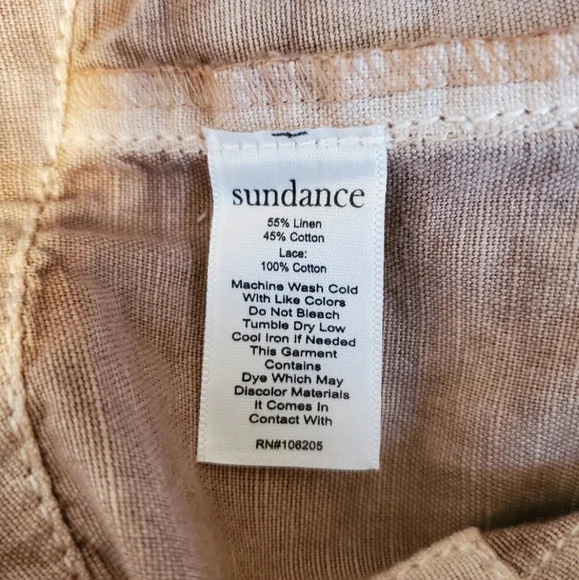 sundance
55% Linen
45% Cotton
Lace:
100% Cotton
Machine Wash Cold
With Like Colors
Do Not Bleach
Tumble Dry Low
Cool Iron If Needed
This Garment
Contains
Dye Which May
Discolor Materials
It Comes In
Contact With
RN#106205